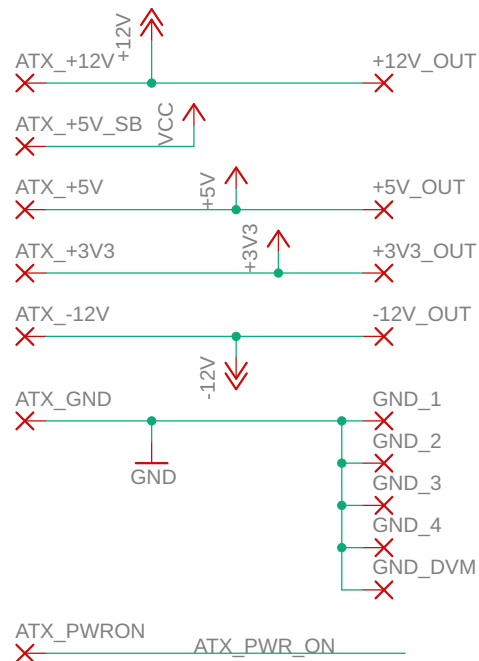 +12V
ATX_+12V
+12V_OUT
ATX_+5V_SB
VCC
ATX_+5V
+5V
+5V_OUT
ATX_+3V3
+3V3
+3V3_OUT
ATX_-12V
-12V_OUT
-12V
ATX_GND
GND_1
GND_2
GND
GND_3
GND_4
GND_DVM
ATX_PWRON
ATX_PWR_ON